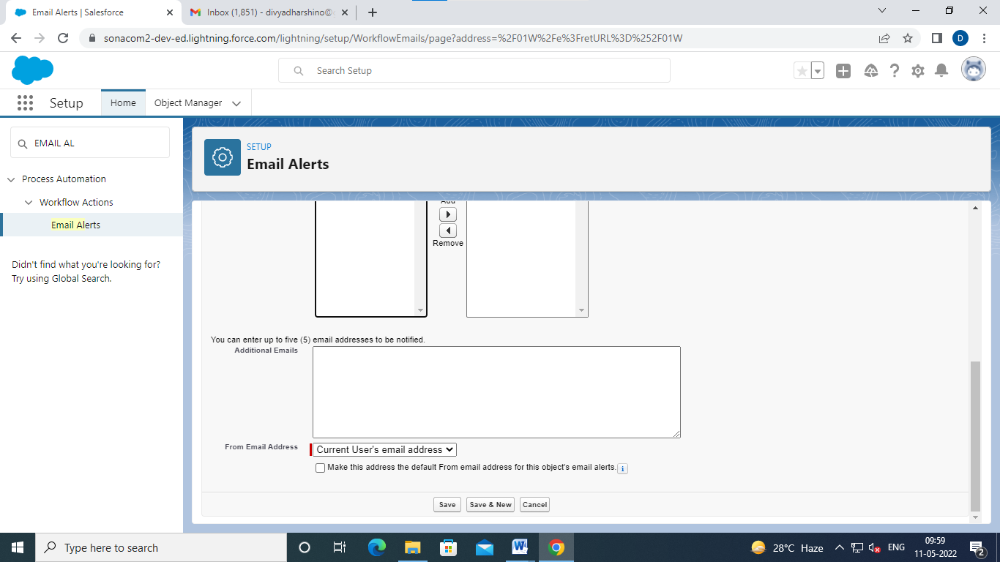 Email Alerts | Salesforce
Inbox (1,851) - divyadharshino@
sonacom2-dev-ed.lightning.force.com/lightning/setup/WorkflowEmails/page?address=%2F01W%2Fe%3FretURL%3D%252F01W
D
Search Setup
Setup
Home
Object Manager
EMAIL AL
Process Automation
Workflow Actions
Email Alerts
Didn't find what you're looking for?
Try using Global Search.
SETUP
Email Alerts
Add
Remove
You can enter up to five (5) email addresses to be notified.
Additional Emails
From Email Address
Current User's email address
Make this address the default From email address for this object's email alerts.
i
Save
Save & New
Cancel
Type here to search
28°C Haze
ENG
09:59
11-05-2022
2